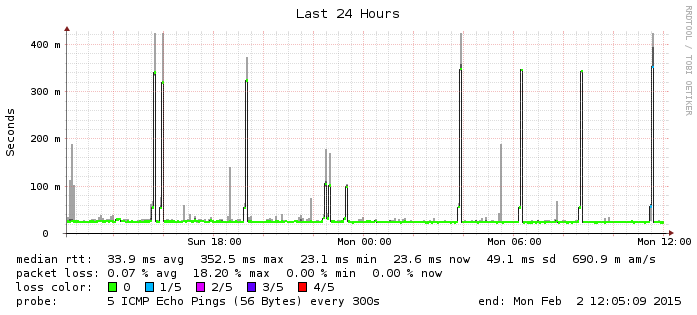 Last 24 Hours
RRDTOOL / TOBI OETIKER
Seconds
400 m
300 m
200 m
100 m
0
Sun 18:00 Mon 00:00 Mon 06:00 Mon 12:00
median rtt: 33.9 ms avg 352.5 ms max 23.1 ms min 23.6 ms now 49.1 ms sd 690.9 m am/s
packet loss: 0.07 % avg 18.20 % max 0.00 % min 0.00 % now
loss color: 0 1/5 2/5 3/5 4/5
probe: 5 ICMP Echo Pings (56 Bytes) every 300s end: Mon Feb 2 12:05:09 2015